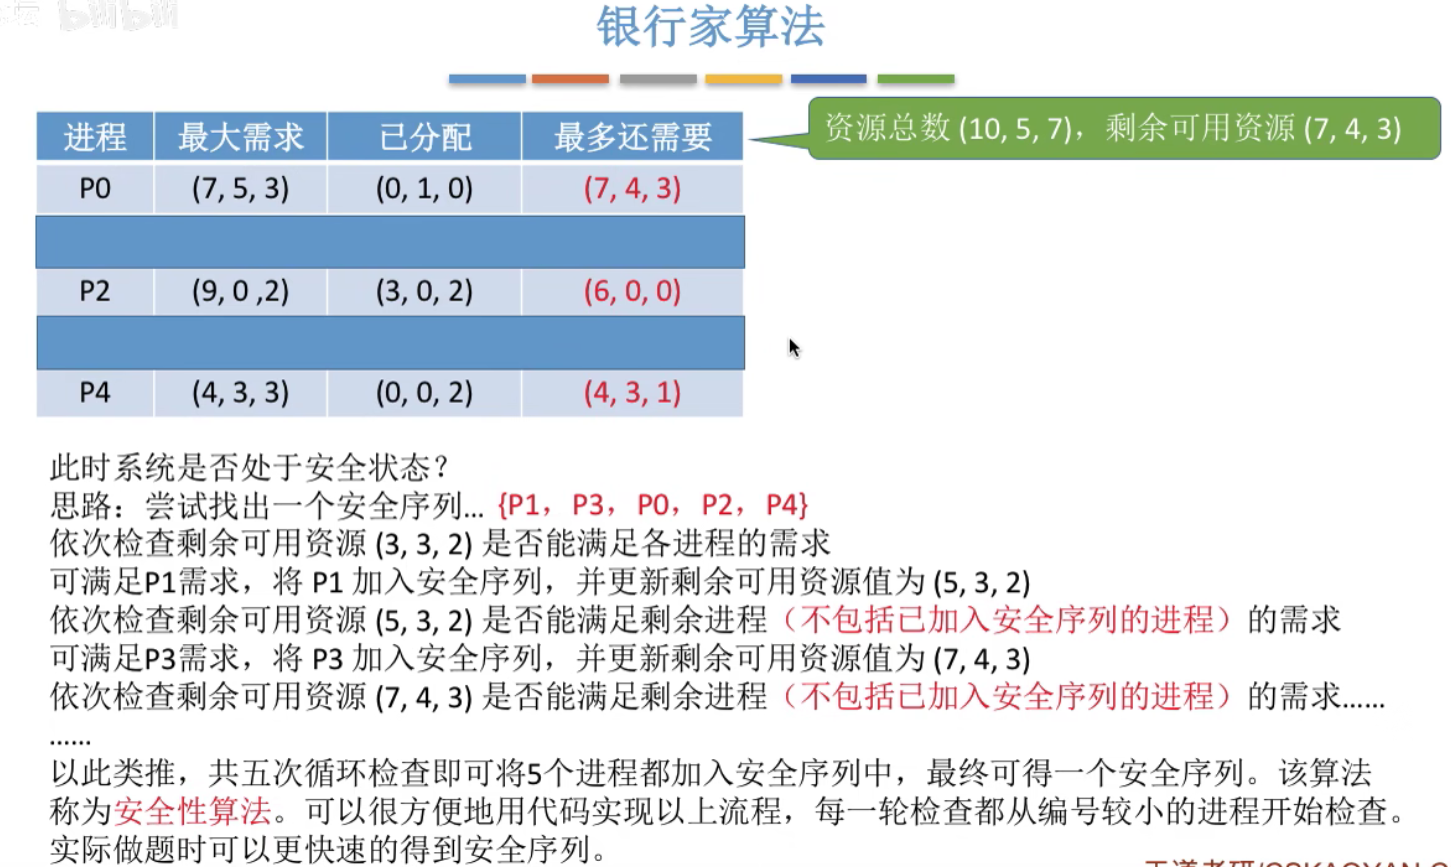 银行家算法
资源总数 (10, 5, 7)，剩余可用资源 (7, 4, 3)
进程 最大需求 已分配 最多还需要
P0 (7, 5, 3) (0, 1, 0) (7, 4, 3)
P2 (9, 0 ,2) (3, 0, 2) (6, 0, 0)
P4 (4, 3, 3) (0, 0, 2) (4, 3, 1)
此时系统是否处于安全状态？
思路：尝试找出一个安全序列... {P1，P3，P0，P2，P4}
依次检查剩余可用资源 (3, 3, 2) 是否能满足各进程的需求
可满足P1需求，将 P1 加入安全序列，并更新剩余可用资源值为 (5, 3, 2)
依次检查剩余可用资源 (5, 3, 2) 是否能满足剩余进程（不包括已加入安全序列的进程）的需求
可满足P3需求，将 P3 加入安全序列，并更新剩余可用资源值为 (7, 4, 3)
依次检查剩余可用资源 (7, 4, 3) 是否能满足剩余进程（不包括已加入安全序列的进程）的需求......
......
以此类推，共五次循环检查即可将5个进程都加入安全序列中，最终可得一个安全序列。该算法
称为安全性算法。可以很方便地用代码实现以上流程，每一轮检查都从编号较小的进程开始检查。
实际做题时可以更快速的得到安全序列。